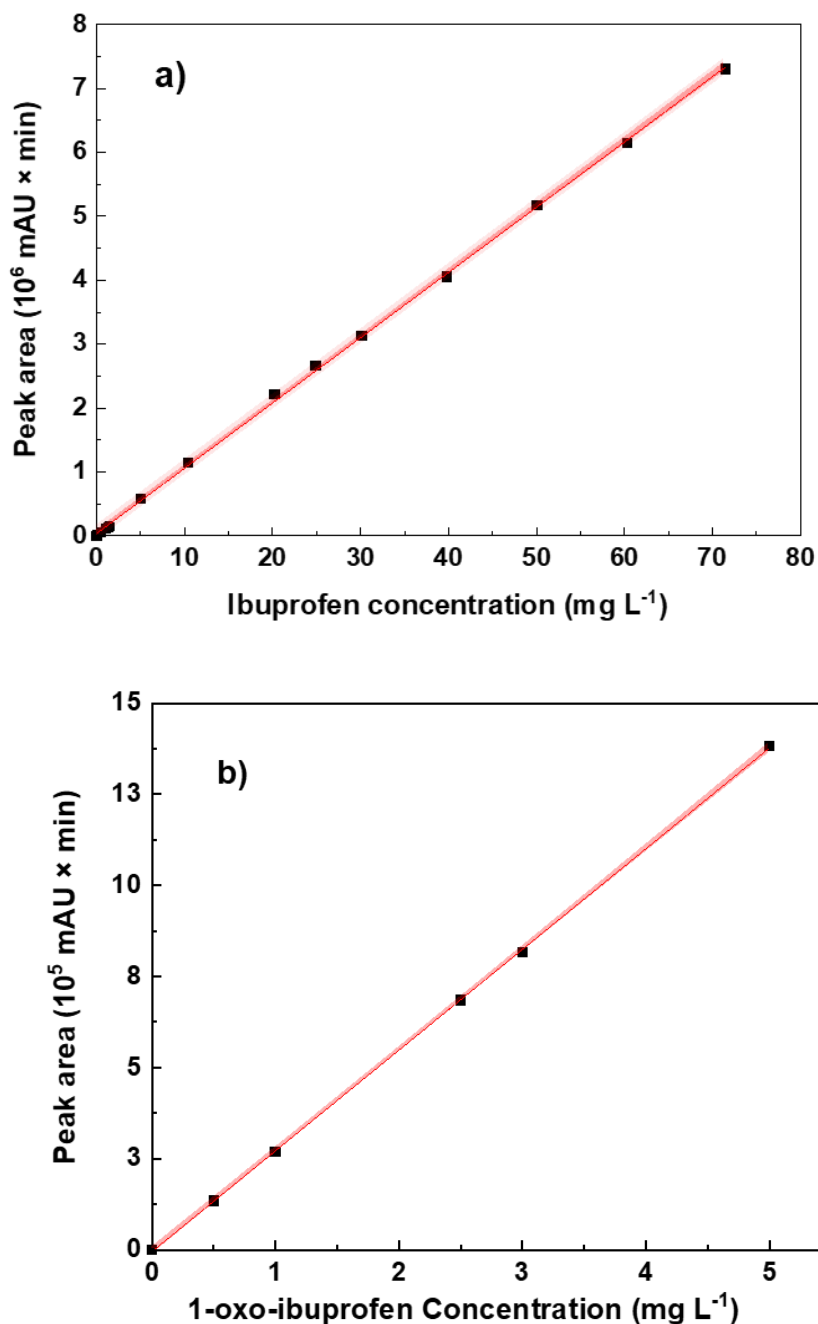 a)
Peak area (10⁶ mAU × min)
8
7
6
5
4
3
2
1
0
0 10 20 30 40 50 60 70 80
Ibuprofen concentration (mg L⁻¹)
b)
Peak area (10⁵ mAU × min)
15
13
10
8
5
3
0
0 1 2 3 4 5
1-oxo-ibuprofen Concentration (mg L⁻¹)